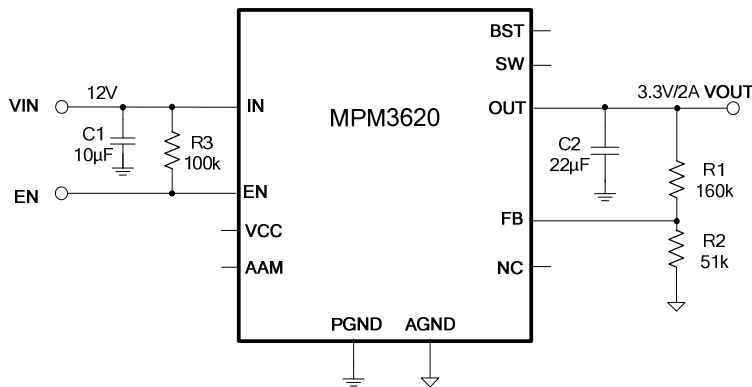 BST
SW
VIN
12V
IN
C1
10µF
R3
100k
MPM3620
OUT
3.3V/2A VOUT
C2
22µF
R1
160k
EN
EN
FB
VCC
AAM
R2
51k
NC
PGND
AGND